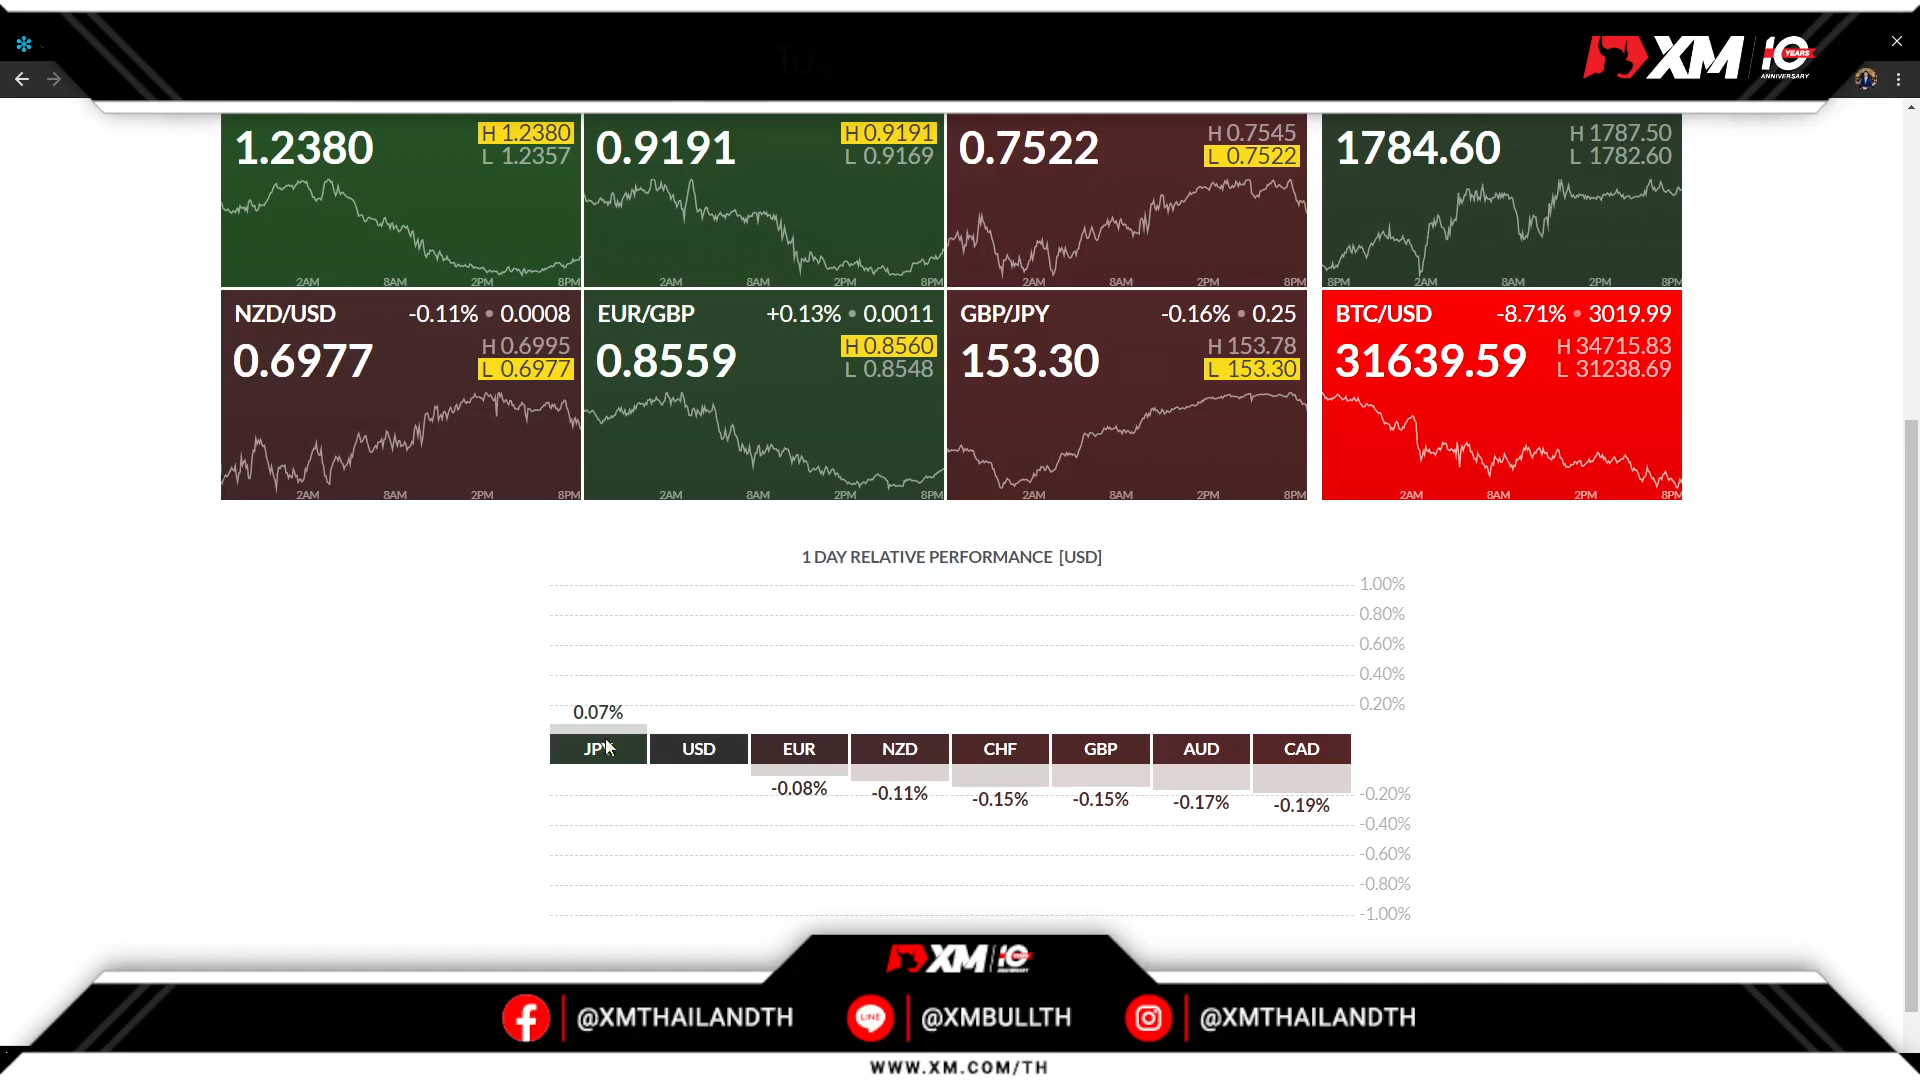 XM 10 YEARS ANNIVERSARY
1.2380 H 1.2380 L 1.2357
2AM 8AM 2PM 8PM
0.9191 H 0.9191 L 0.9169
2AM 8AM 2PM 8PM
0.7522 H 0.7545 L 0.7522
2AM 8AM 2PM 8PM
1784.60 H 1787.50 L 1782.60
8PM 2AM 8AM 2PM 8PM
NZD/USD -0.11% • 0.0008
0.6977 H 0.6995 L 0.6977
2AM 8AM 2PM 8PM
EUR/GBP +0.13% • 0.0011
0.8559 H 0.8560 L 0.8548
2AM 8AM 2PM 8PM
GBP/JPY -0.16% • 0.25
153.30 H 153.78 L 153.30
2AM 8AM 2PM 8PM
BTC/USD -8.71% • 3019.99
31639.59 H 34715.83 L 31238.69
2AM 8AM 2PM 8PM
1 DAY RELATIVE PERFORMANCE [USD]
1.00%
0.80%
0.60%
0.40%
0.20%
0.07%
JPY USD EUR NZD CHF GBP AUD CAD
-0.08% -0.11% -0.15% -0.15% -0.17% -0.19%
-0.20%
-0.40%
-0.60%
-0.80%
-1.00%
XM 10
@XMTHAILANDTH LINE @XMBULLTH @XMTHAILANDTH
WWW.XM.COM/TH